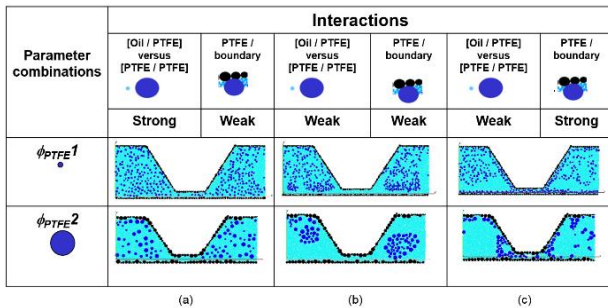 Interactions
Parameter combinations
[Oil / PTFE] versus [PTFE / PTFE]
PTFE / boundary
[Oil / PTFE] versus [PTFE / PTFE]
PTFE / boundary
[Oil / PTFE] versus [PTFE / PTFE]
PTFE / boundary
Strong
Weak
Weak
Weak
Weak
Strong
ϕPTFE1
ϕPTFE2
(a)
(b)
(c)